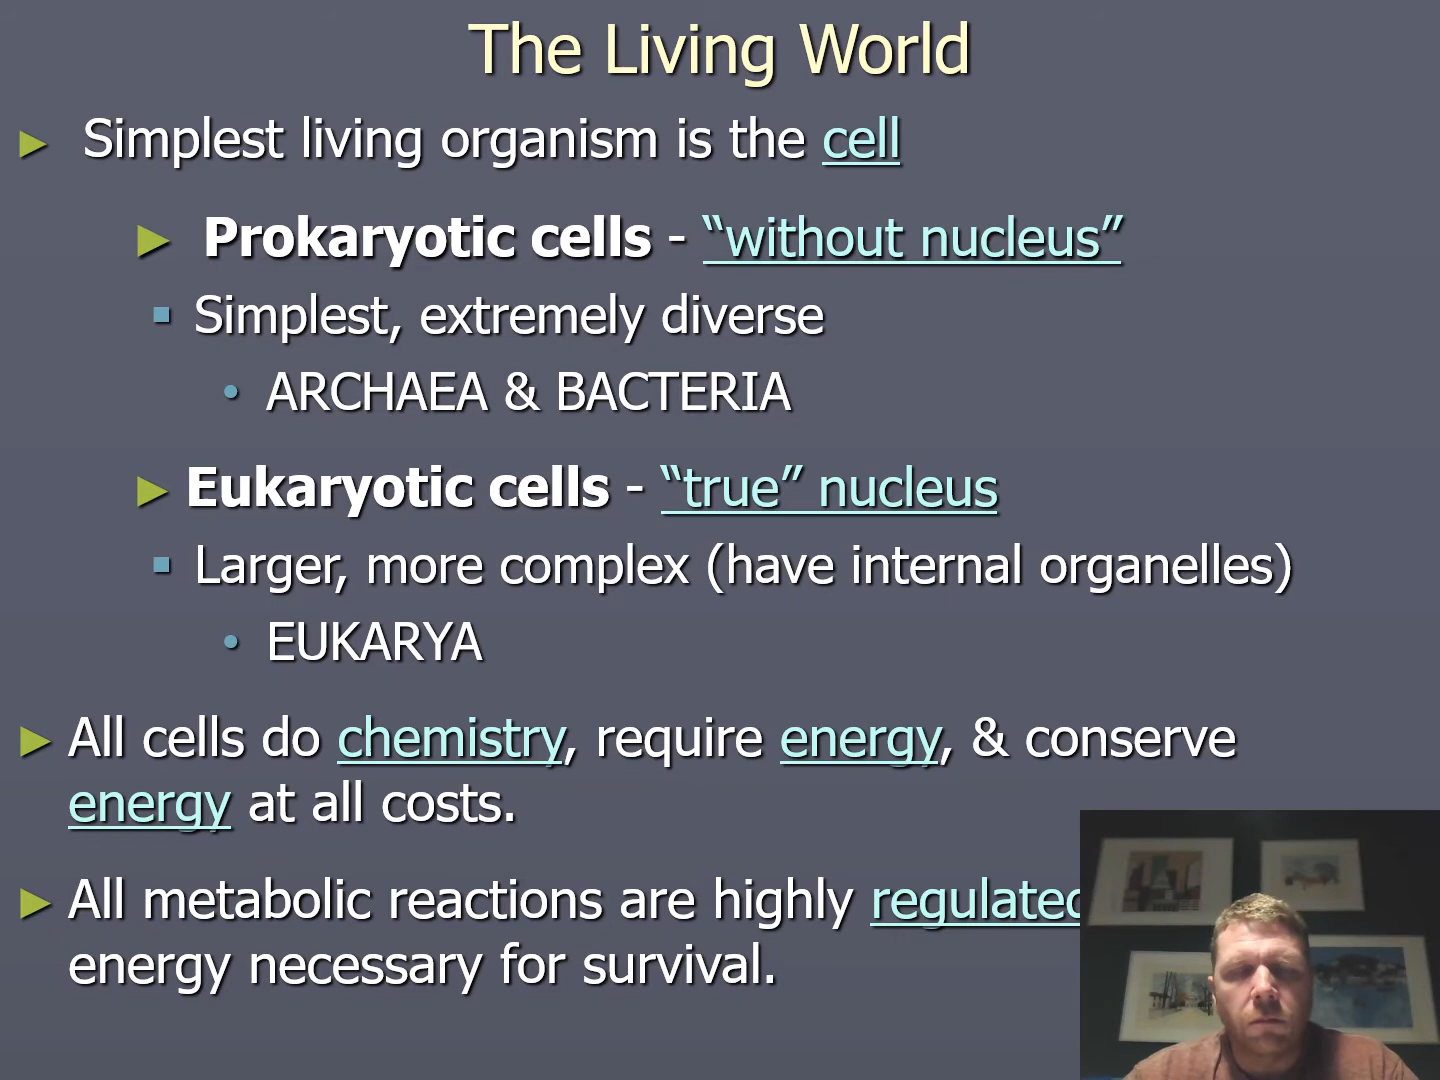 The Living World
► Simplest living organism is the cell
► Prokaryotic cells - “without nucleus”
▪ Simplest, extremely diverse
• ARCHAEA & BACTERIA
► Eukaryotic cells - “true” nucleus
▪ Larger, more complex (have internal organelles)
• EUKARYA
► All cells do chemistry, require energy, & conserve
energy at all costs.
► All metabolic reactions are highly regulated
energy necessary for survival.